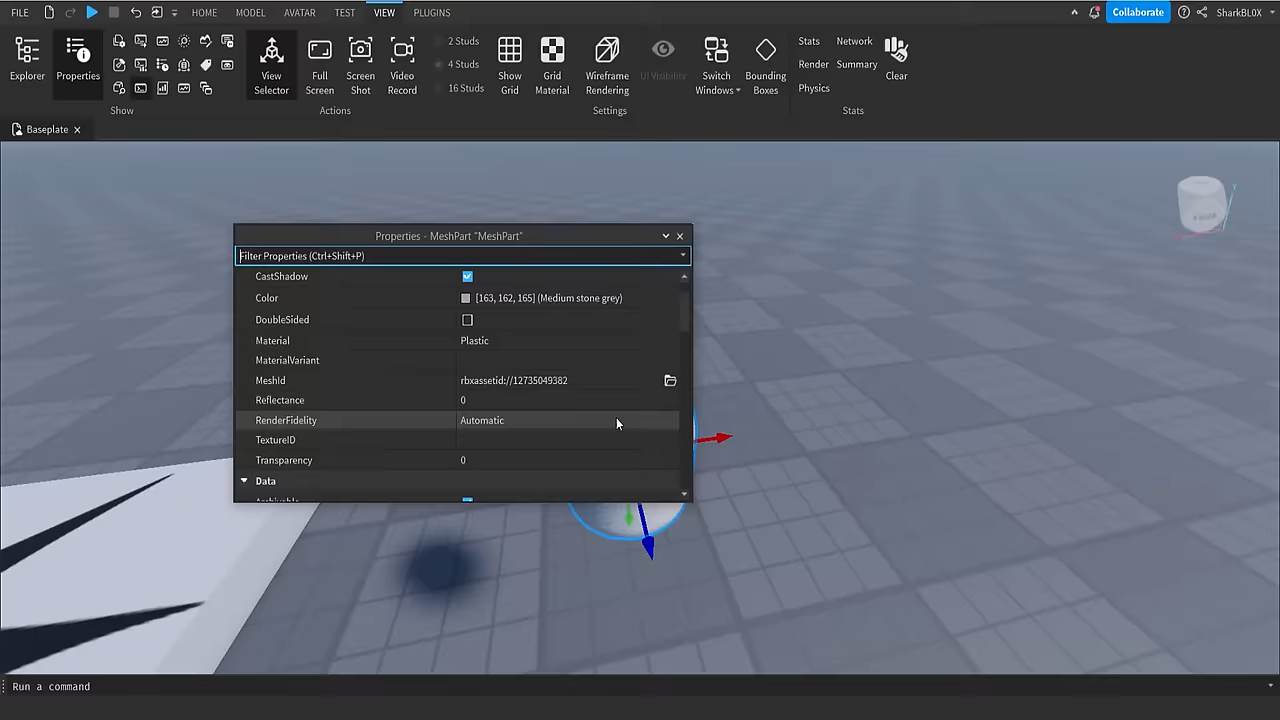 FILE HOME MODEL AVATAR TEST VIEW PLUGINS Collaborate SharkBL0X
Explorer Properties View Selector Full Screen Screen Shot Video Record 2 Studs 4 Studs 16 Studs Show Grid Grid Material Wireframe Rendering UI Visibility Switch Windows Bounding Boxes Stats Network Render Summary Physics Clear
Show Actions Settings Stats
Baseplate
Properties - MeshPart "MeshPart"
Filter Properties (Ctrl+Shift+P)
CastShadow
Color [163, 162, 165] (Medium stone grey)
DoubleSided
Material Plastic
MaterialVariant
MeshId rbxassetid://12735049382
Reflectance 0
RenderFidelity Automatic
TextureID
Transparency 0
Data
Run a command